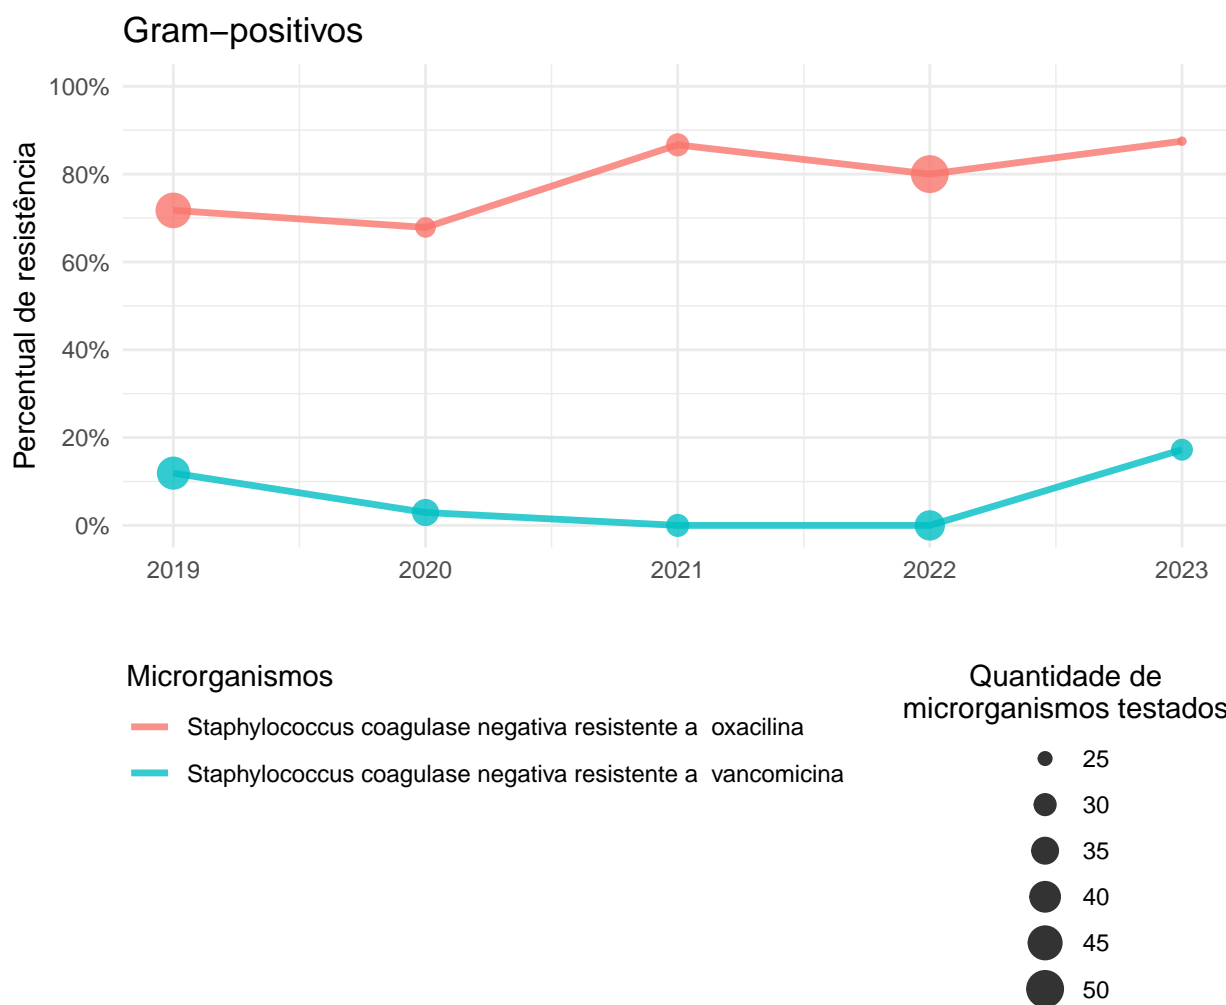 Gram−positivos
Percentual de resistência
100%
80%
60%
40%
20%
0%
2019 2020 2021 2022 2023
Microrganismos
Staphylococcus coagulase negativa resistente a  oxacilina
Staphylococcus coagulase negativa resistente a  vancomicina
Quantidade de
microrganismos testados
25
30
35
40
45
50